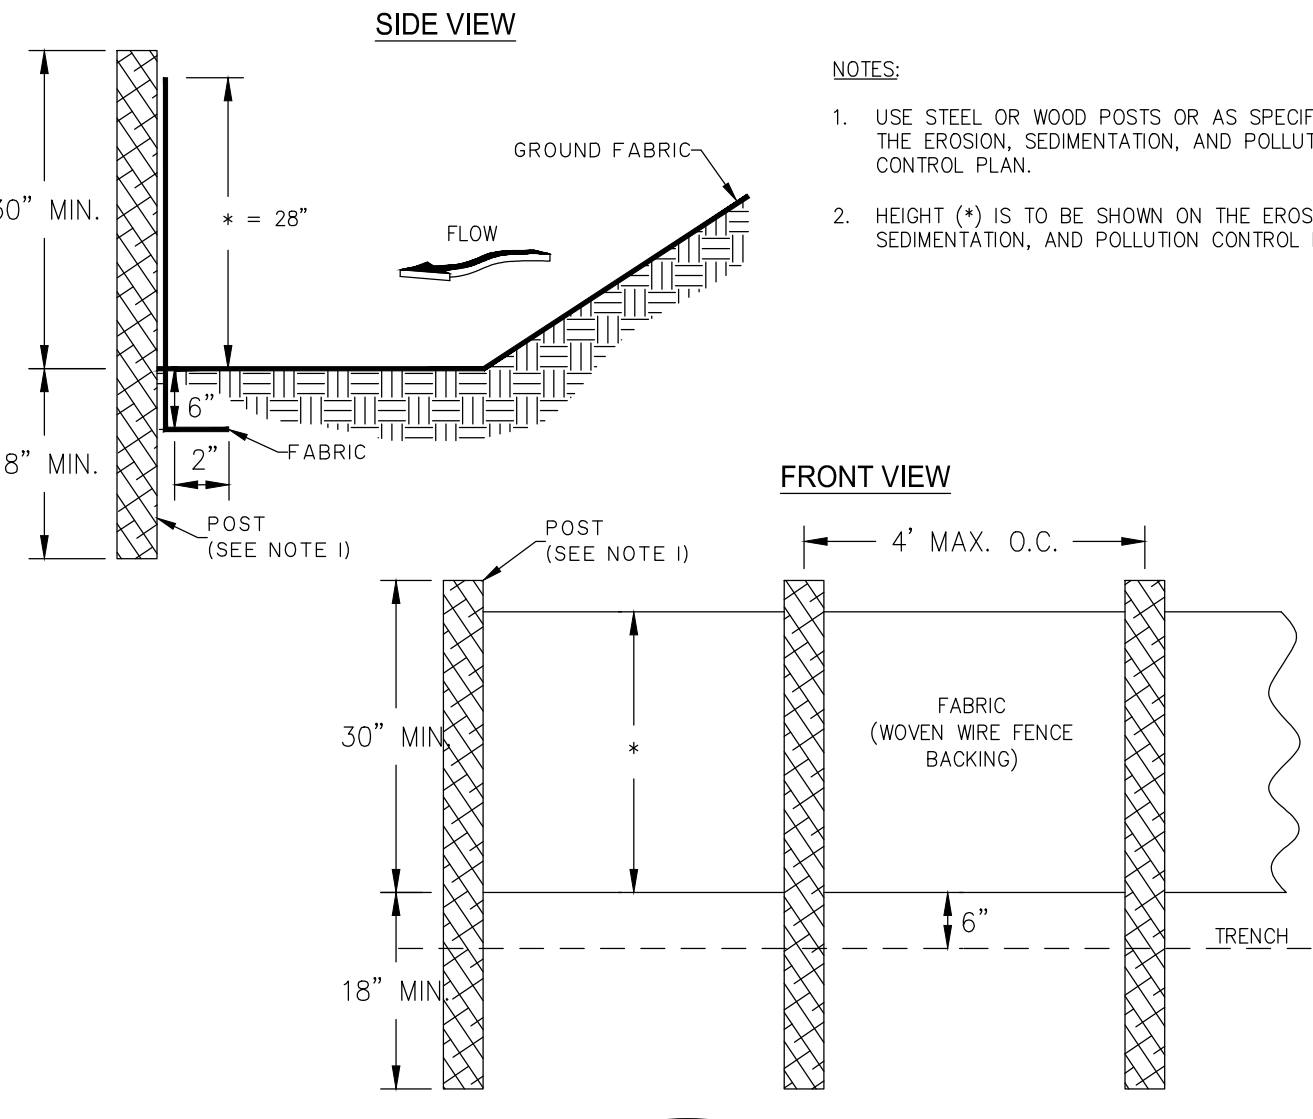 SIDE VIEW
NOTES:
1. USE STEEL OR WOOD POSTS OR AS
THE EROSION, SEDIMENTATION, AND
CONTROL PLAN.
2. HEIGHT (*) IS TO BE SHOWN ON THE
SEDIMENTATION, AND POLLUTION CONTROL
GROUND FABRIC
FLOW
0" MIN.
* = 28"
6"
8" MIN.
2"
FABRIC
POST
(SEE NOTE 1)
FRONT VIEW
POST
(SEE NOTE 1)
4' MAX. O.C.
30" MIN.
*
FABRIC
(WOVEN WIRE FENCE
BACKING)
6"
TRENCH
18" MIN.